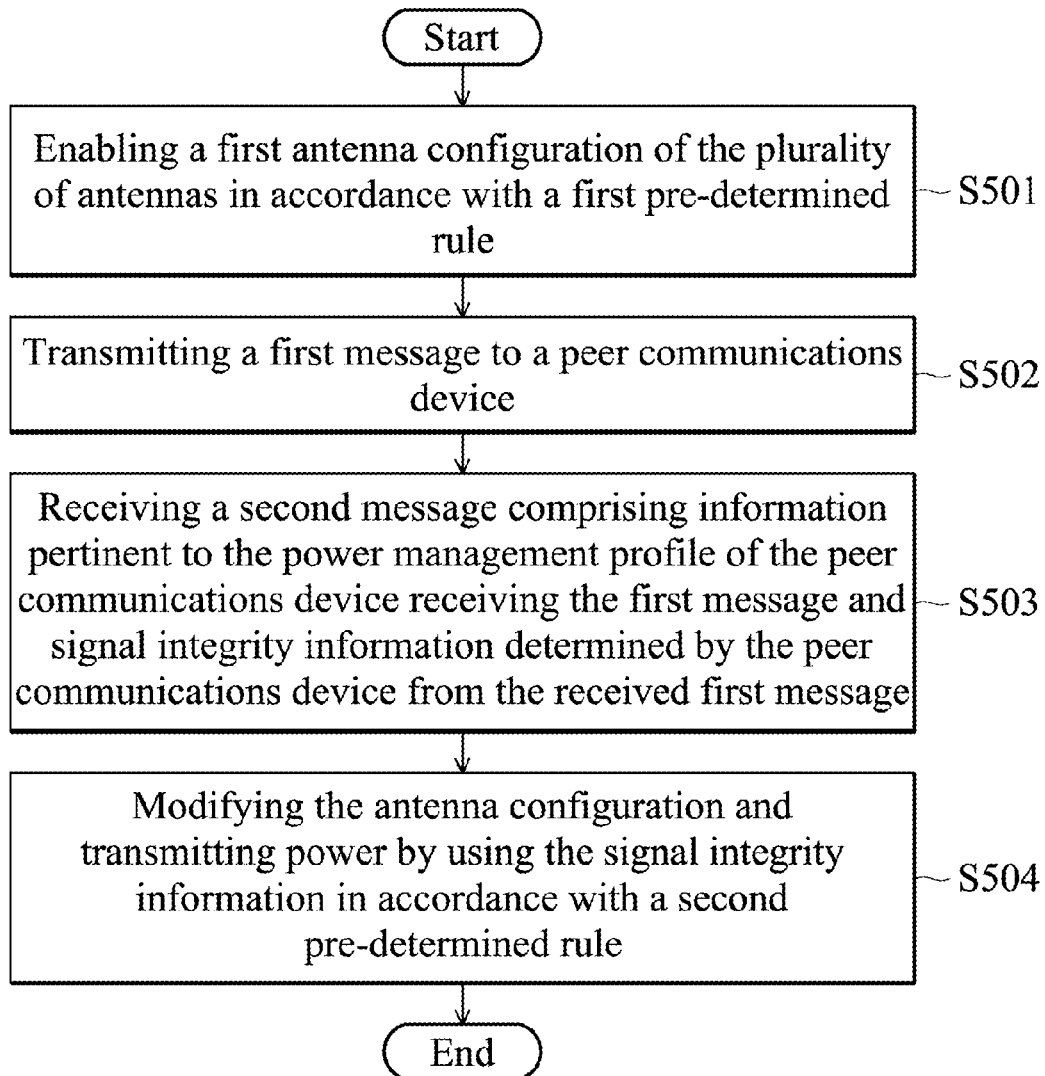 Start
Enabling a first antenna configuration of the plurality
of antennas in accordance with a first pre-determined
rule
S501
Transmitting a first message to a peer communications
device
S502
Receiving a second message comprising information
pertinent to the power management profile of the peer
communications device receiving the first message and
signal integrity information determined by the peer
communications device from the received first message
S503
Modifying the antenna configuration and
transmitting power by using the signal integrity
information in accordance with a second
pre-determined rule
S504
End